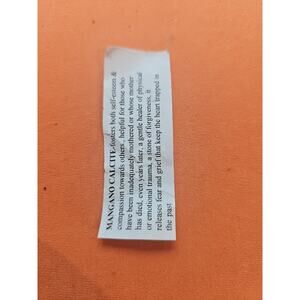 MANGANO CALCITE-fosters both self-esteem &
compassion towards others , helpful for those who
have been inadequately mothered or whose mother
has died, even years later, a gentle healer of physical
or emotional trauma, a stone of forgiveness, it
releases fear and grief that keep the heart trapped in
the past